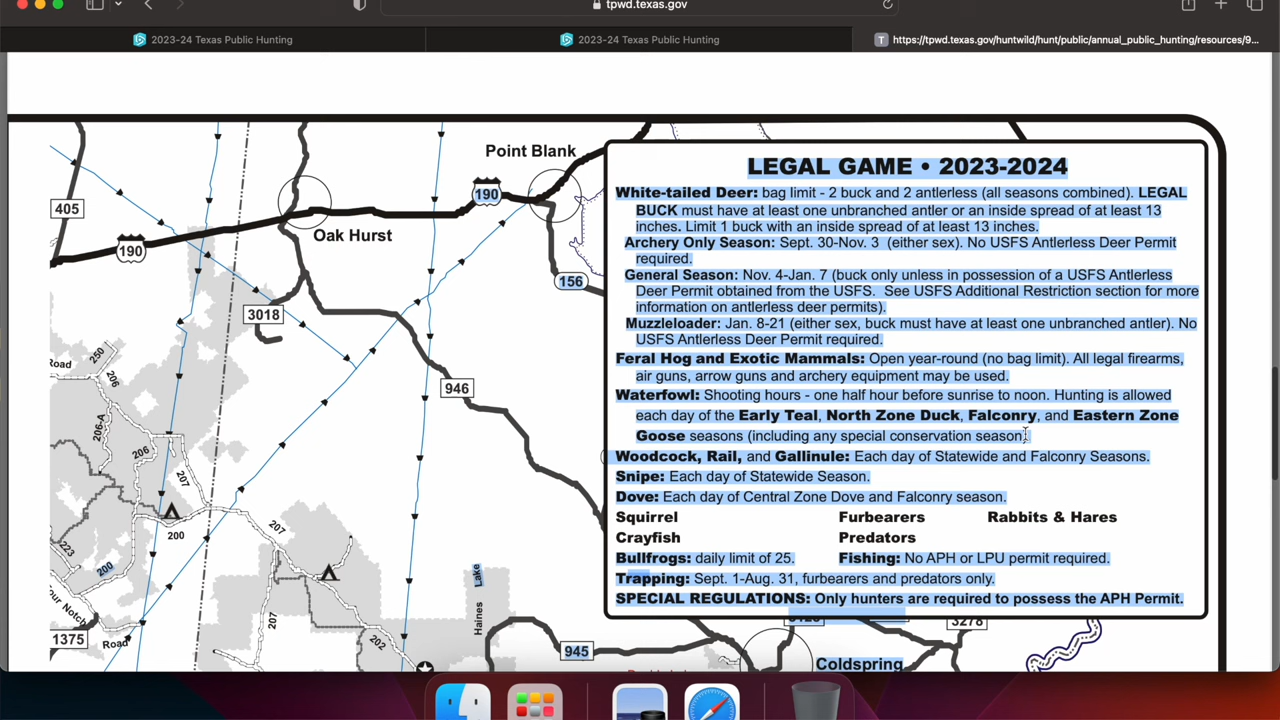 tpwd.texas.gov
2023-24 Texas Public Hunting
2023-24 Texas Public Hunting
T
https://tpwd.texas.gov/huntwild/hunt/public/annual_public_hunting/resources/9...
Point Blank
405
190
190
Oak Hurst
156
3018
946
Road
250
206
206-A
206
207
200
223
200
our Notch
1375
Road
207
207
202
Haines
Lake
945
LEGAL GAME • 2023-2024
White-tailed Deer: bag limit - 2 buck and 2 antlerless (all seasons combined). LEGAL
BUCK must have at least one unbranched antler or an inside spread of at least 13
inches. Limit 1 buck with an inside spread of at least 13 inches.
Archery Only Season: Sept. 30-Nov. 3 (either sex). No USFS Antlerless Deer Permit
required.
General Season: Nov. 4-Jan. 7 (buck only unless in possession of a USFS Antlerless
Deer Permit obtained from the USFS. See USFS Additional Restriction section for more
information on antlerless deer permits).
Muzzleloader: Jan. 8-21 (either sex, buck must have at least one unbranched antler). No
USFS Antlerless Deer Permit required.
Feral Hog and Exotic Mammals: Open year-round (no bag limit). All legal firearms,
air guns, arrow guns and archery equipment may be used.
Waterfowl: Shooting hours - one half hour before sunrise to noon. Hunting is allowed
each day of the Early Teal, North Zone Duck, Falconry, and Eastern Zone
Goose seasons (including any special conservation season).
Woodcock, Rail, and Gallinule: Each day of Statewide and Falconry Seasons.
Snipe: Each day of Statewide Season.
Dove: Each day of Central Zone Dove and Falconry season.
Squirrel Furbearers Rabbits & Hares
Crayfish Predators
Bullfrogs: daily limit of 25. Fishing: No APH or LPU permit required.
Trapping: Sept. 1-Aug. 31, furbearers and predators only.
SPECIAL REGULATIONS: Only hunters are required to possess the APH Permit.
3278
Coldspring